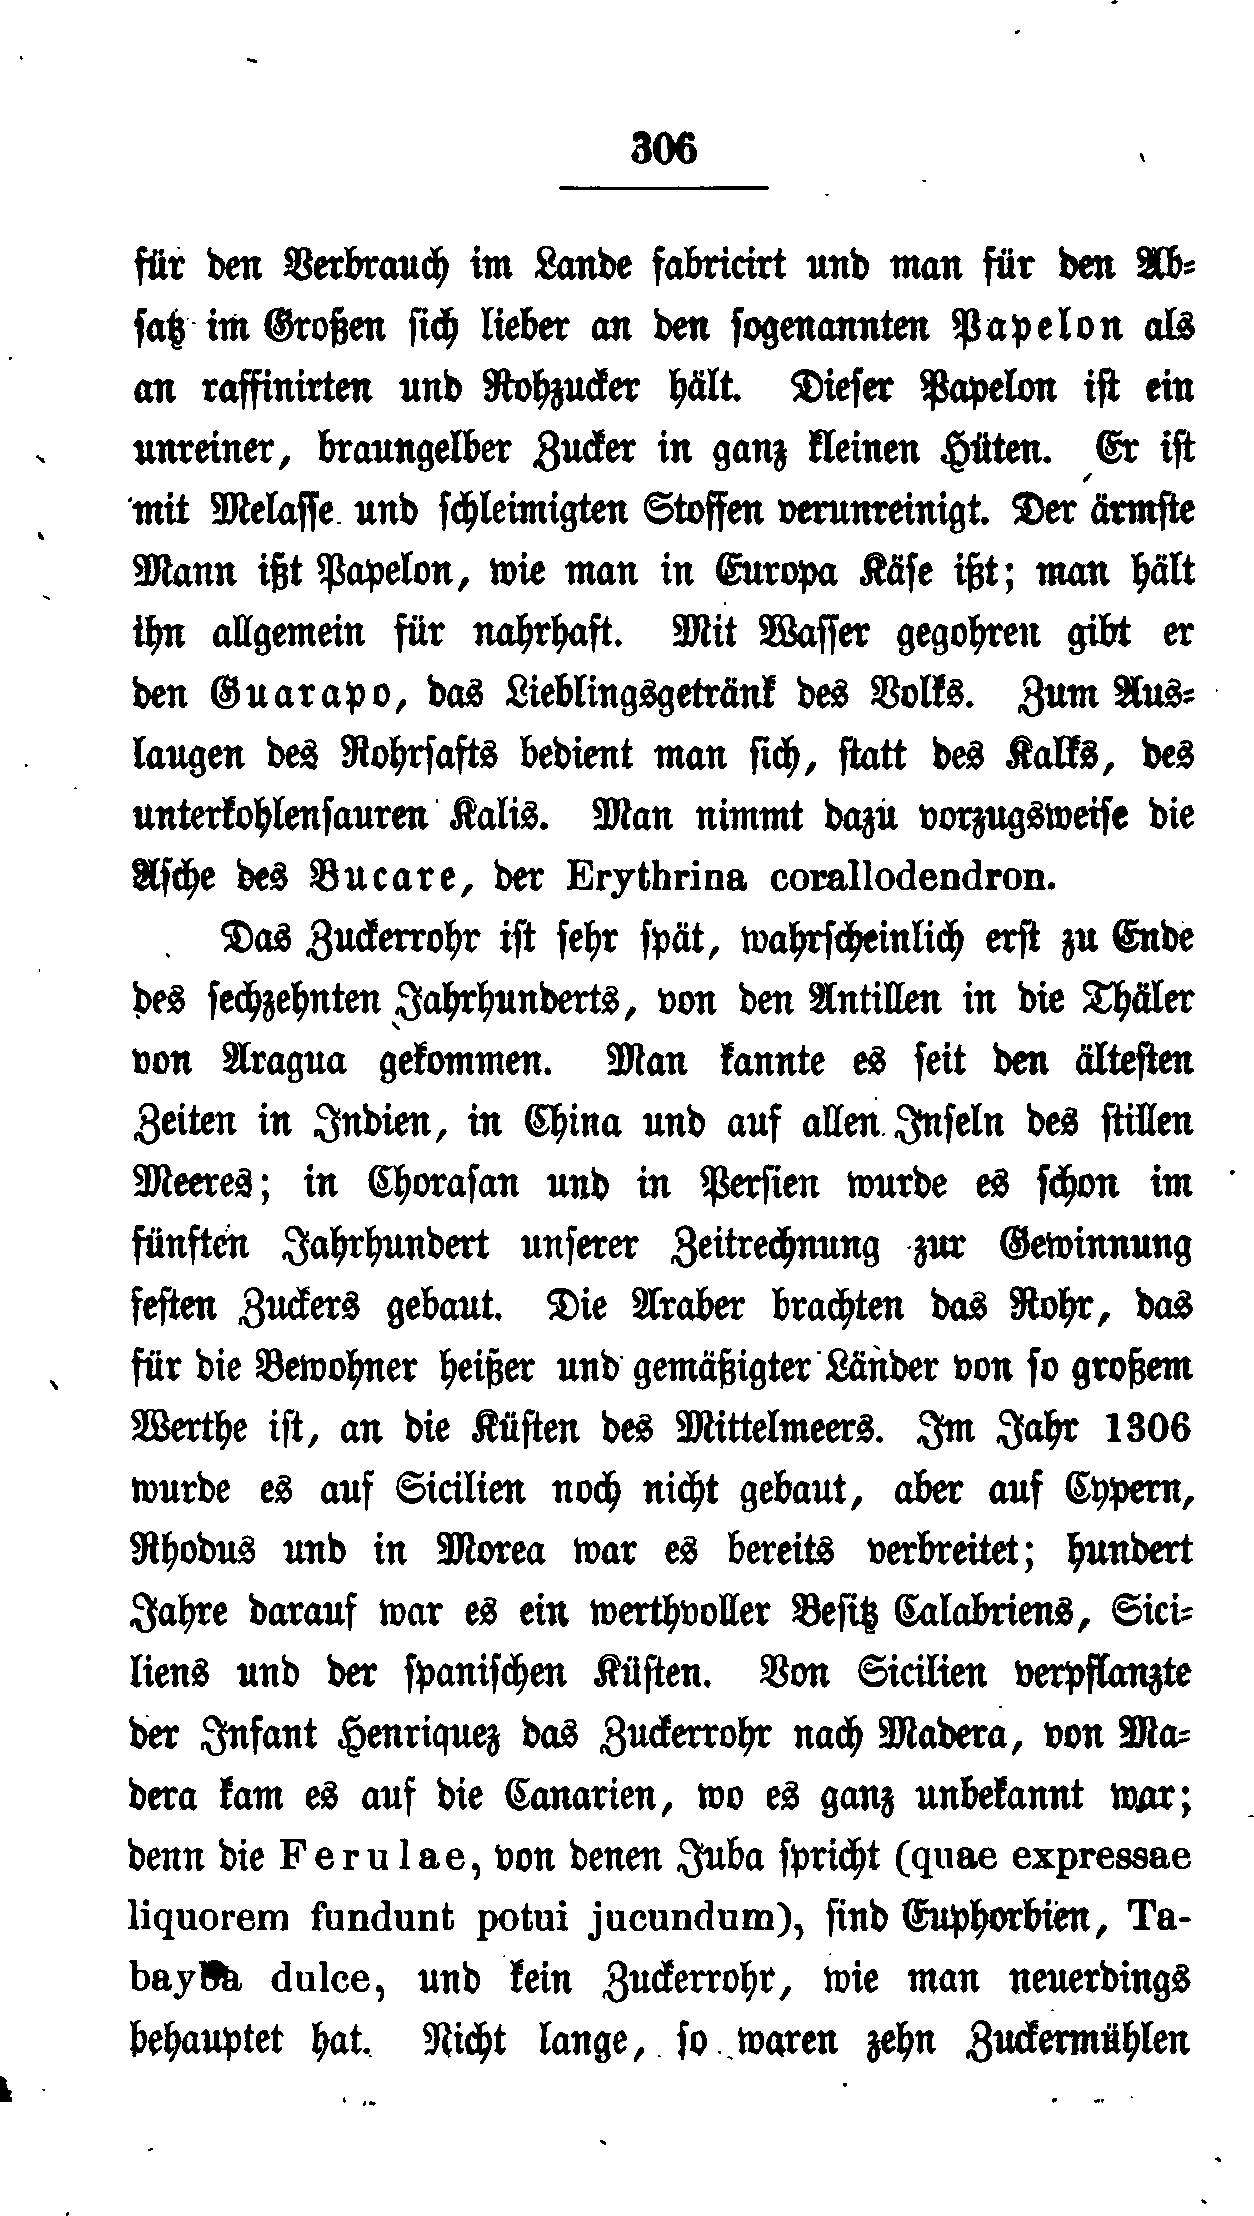 306
für den Verbrauch im Lande fabricirt und man für den Ab-
satz im Großen sich lieber an den sogenannten Papelon als
an raffinirten und Rohzucker hält. Dieser Papelon ist ein
unreiner, braungelber Zucker in ganz kleinen Hüten. Er ist
mit Melasse und schleimigten Stoffen verunreinigt. Der ärmste
Mann ißt Papelon, wie man in Europa Käse ißt; man hält
ihn allgemein für nahrhaft. Mit Wasser gegohren gibt er
den Guarapo, das Lieblingsgetränk des Volks. Zum Aus-
laugen des Rohrsafts bedient man sich, statt des Kalks, des
unterkohlensauren Kalis. Man nimmt dazu vorzugsweise die
Asche des Bucare, der Erythrina corallodendron.
Das Zuckerrohr ist sehr spät, wahrscheinlich erst zu Ende
des sechzehnten Jahrhunderts, von den Antillen in die Thäler
von Aragua gekommen. Man kannte es seit den ältesten
Zeiten in Indien, in China und auf allen Inseln des stillen
Meeres; in Chorasan und in Persien wurde es schon im
fünften Jahrhundert unserer Zeitrechnung zur Gewinnung
festen Zuckers gebaut. Die Araber brachten das Rohr, das
für die Bewohner heißer und gemäßigter Länder von so großem
Werthe ist, an die Küsten des Mittelmeers. Im Jahr 1306
wurde es auf Sicilien noch nicht gebaut, aber auf Cypern,
Rhodus und in Morea war es bereits verbreitet; hundert
Jahre darauf war es ein werthvoller Besitz Calabriens, Sici-
liens und der spanischen Küsten. Von Sicilien verpflanzte
der Infant Henriquez das Zuckerrohr nach Madera, von Ma-
dera kam es auf die Canarien, wo es ganz unbekannt war;
denn die Ferulae, von denen Juba spricht (quae expressae
liquorem fundunt potui jucundum), sind Euphorbien, Ta-
bayba dulce, und kein Zuckerrohr, wie man neuerdings
behauptet hat. Nicht lange, so waren zehn Zuckermühlen